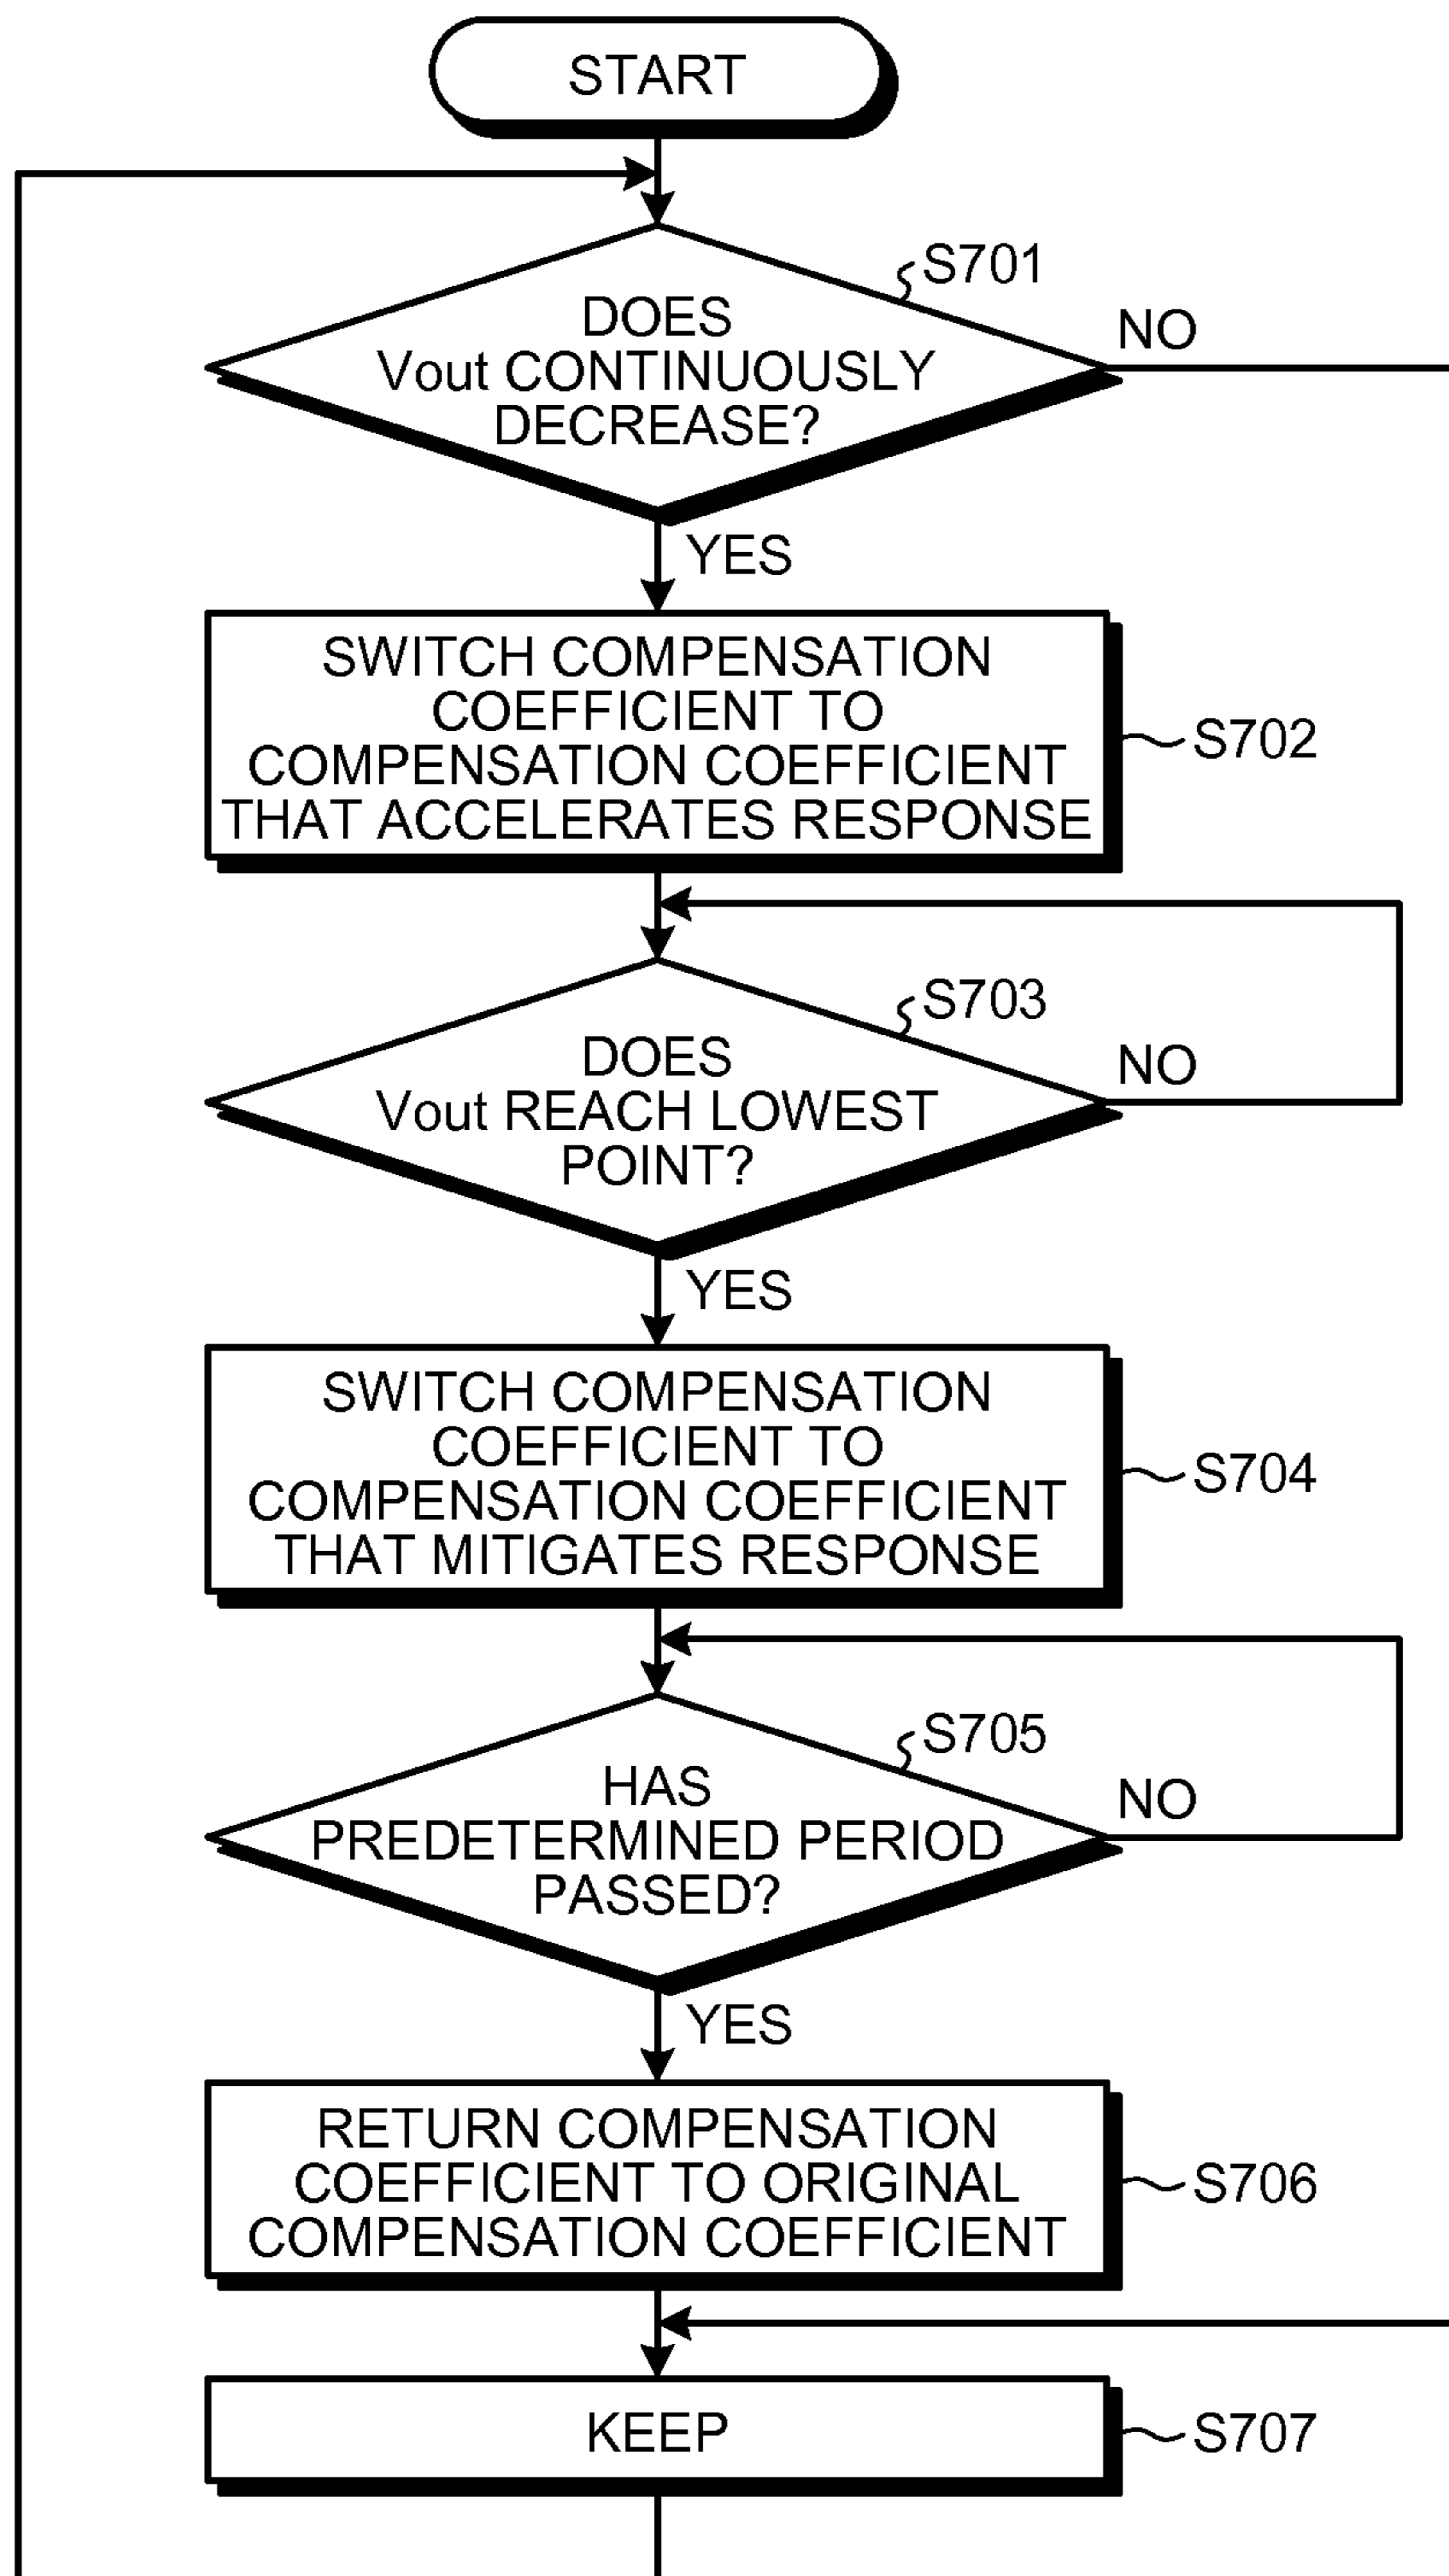 START
S701
DOES
Vout CONTINUOUSLY
DECREASE?
NO
YES
SWITCH COMPENSATION
COEFFICIENT TO
COMPENSATION COEFFICIENT
THAT ACCELERATES RESPONSE
S702
S703
DOES
Vout REACH LOWEST
POINT?
NO
YES
SWITCH COMPENSATION
COEFFICIENT TO
COMPENSATION COEFFICIENT
THAT MITIGATES RESPONSE
S704
S705
HAS
PREDETERMINED PERIOD
PASSED?
NO
YES
RETURN COMPENSATION
COEFFICIENT TO ORIGINAL
COMPENSATION COEFFICIENT
S706
KEEP
S707